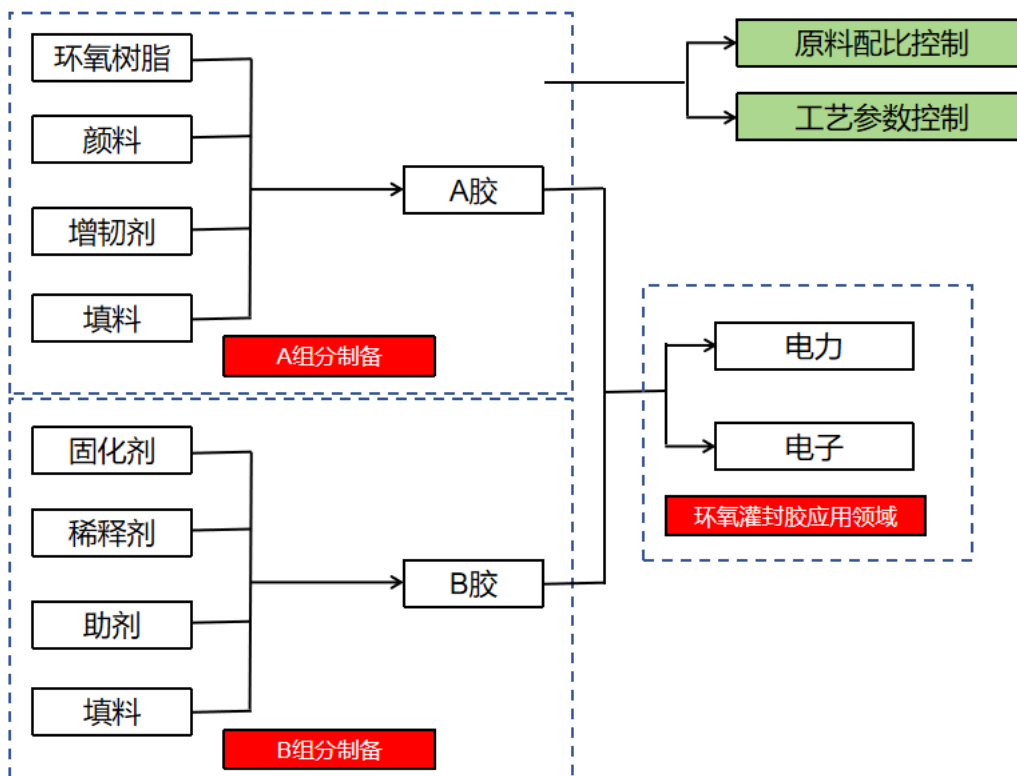 环氧树脂
颜料
增韧剂
填料
A胶
A组分制备
原料配比控制
工艺参数控制
固化剂
稀释剂
助剂
填料
B胶
B组分制备
电力
电子
环氧灌封胶应用领域